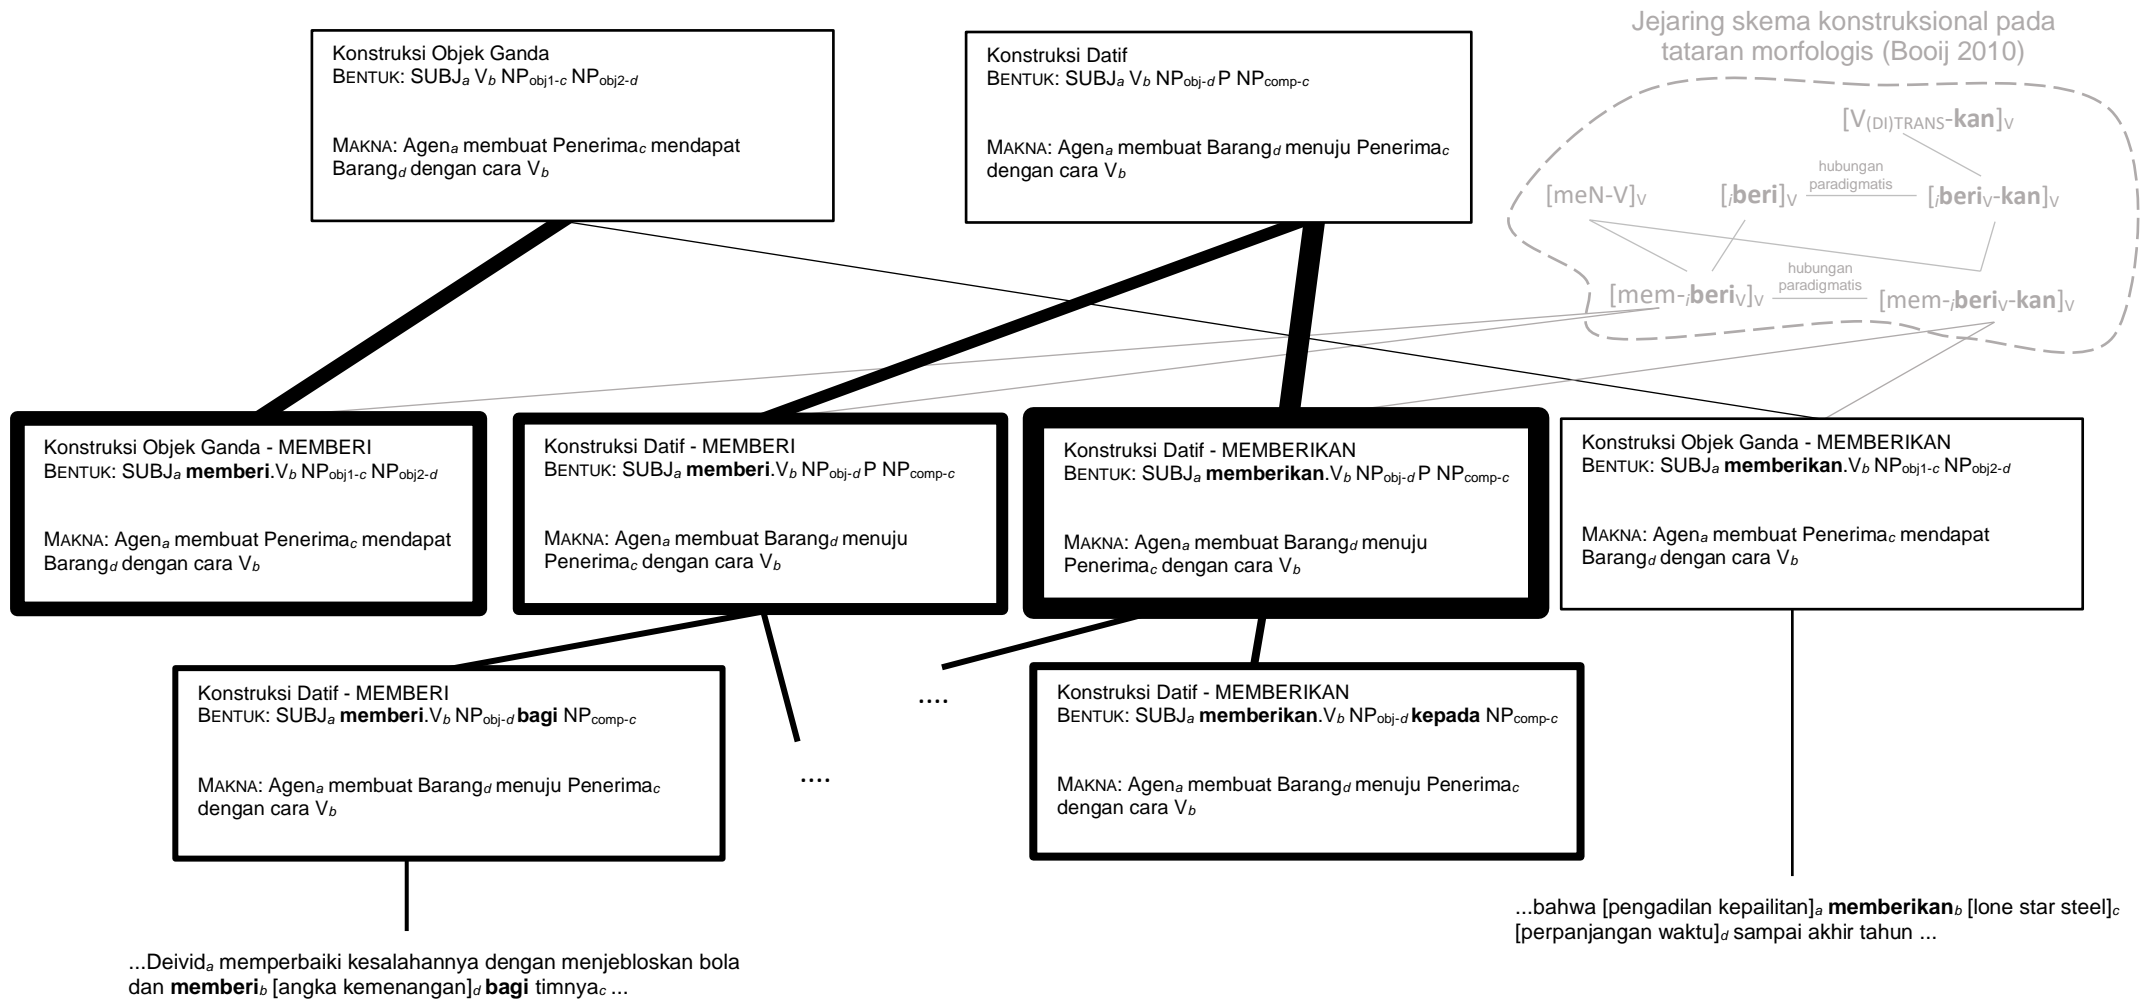 Jejaring skema konstruksional pada
tataran morfologis (Booij 2010)
Konstruksi Objek Ganda
BENTUK: SUBJa Vb NPobj1-c NPobj2-d
MAKNA: Agena membuat Penerimac mendapat
Barangd dengan cara Vb
Konstruksi Datif
BENTUK: SUBJa Vb NPobj-d P NPcomp-c
MAKNA: Agena membuat Barangd menuju Penerimac
dengan cara Vb
[V(DI)TRANS-kan]V
hubungan
paradigmatis
[meN-V]V [iberi]V [iberiV-kan]V
hubungan
paradigmatis
[mem-iberiV]V [mem-iberiV-kan]V
Konstruksi Objek Ganda - MEMBERI
BENTUK: SUBJa memberi.Vb NPobj1-c NPobj2-d
MAKNA: Agena membuat Penerimac mendapat
Barangd dengan cara Vb
Konstruksi Datif - MEMBERI
BENTUK: SUBJa memberi.Vb NPobj-d P NPcomp-c
MAKNA: Agena membuat Barangd menuju
Penerimac dengan cara Vb
Konstruksi Datif - MEMBERIKAN
BENTUK: SUBJa memberikan.Vb NPobj-d P NPcomp-c
MAKNA: Agena membuat Barangd menuju
Penerimac dengan cara Vb
Konstruksi Objek Ganda - MEMBERIKAN
BENTUK: SUBJa memberikan.Vb NPobj1-c NPobj2-d
MAKNA: Agena membuat Penerimac mendapat
Barangd dengan cara Vb
Konstruksi Datif - MEMBERI
BENTUK: SUBJa memberi.Vb NPobj-d bagi NPcomp-c
MAKNA: Agena membuat Barangd menuju Penerimac
dengan cara Vb
....
....
Konstruksi Datif - MEMBERIKAN
BENTUK: SUBJa memberikan.Vb NPobj-d kepada NPcomp-c
MAKNA: Agena membuat Barangd menuju Penerimac
dengan cara Vb
...Deivida memperbaiki kesalahannya dengan menjebloskan bola
dan memberib [angka kemenangan]d bagi timnyac ...
...bahwa [pengadilan kepailitan]a memberikanb [lone star steel]c
[perpanjangan waktu]d sampai akhir tahun ...